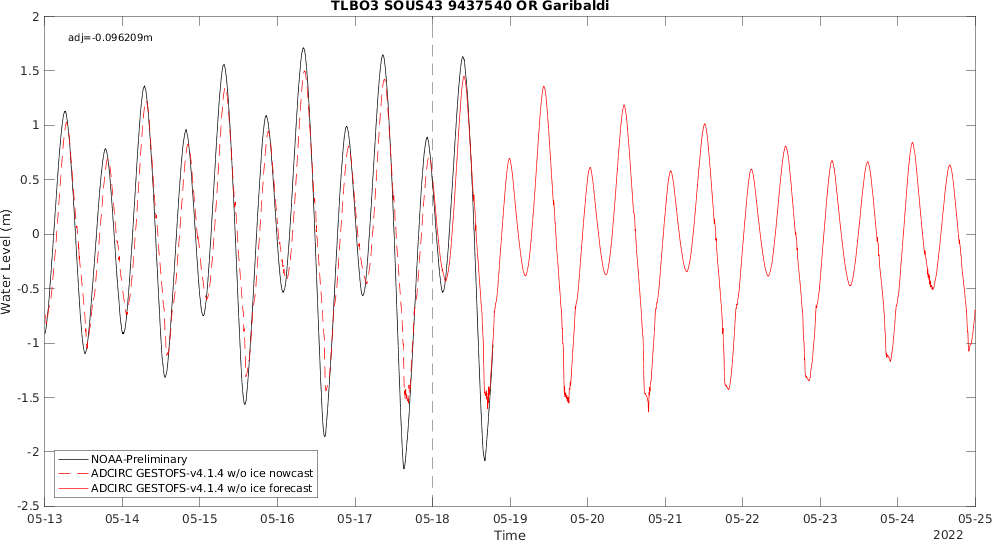 TLBO3 SOUS43 9437540 OR Garibaldi
adj=-0.096209m
2
1.5
1
0.5
0
-0.5
-1
-1.5
-2
-2.5
Water Level (m)
NOAA-Preliminary
ADCIRC GESTOFS-v4.1.4 w/o ice nowcast
ADCIRC GESTOFS-v4.1.4 w/o ice forecast
05-13 05-14 05-15 05-16 05-17 05-18 05-19 05-20 05-21 05-22 05-23 05-24 05-25
Time
2022